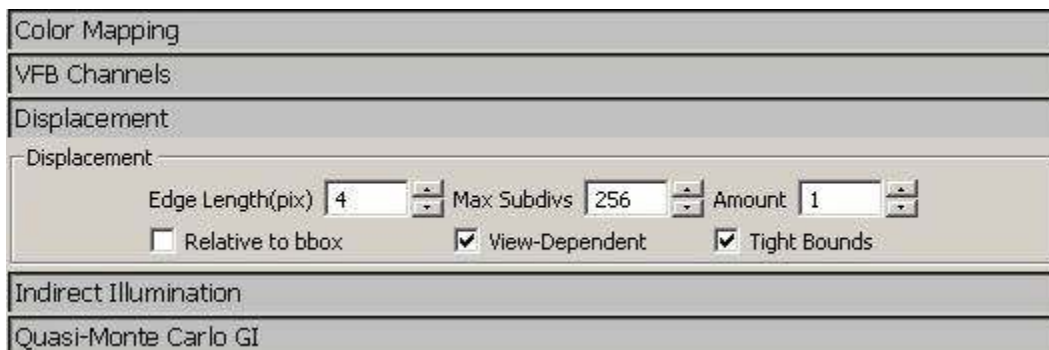 Color Mapping
VFB Channels
Displacement
Displacement
Edge Length(pix) 4 Max Subdivs 256 Amount 1
Relative to bbox View-Dependent Tight Bounds
Indirect Illumination
Quasi-Monte Carlo GI